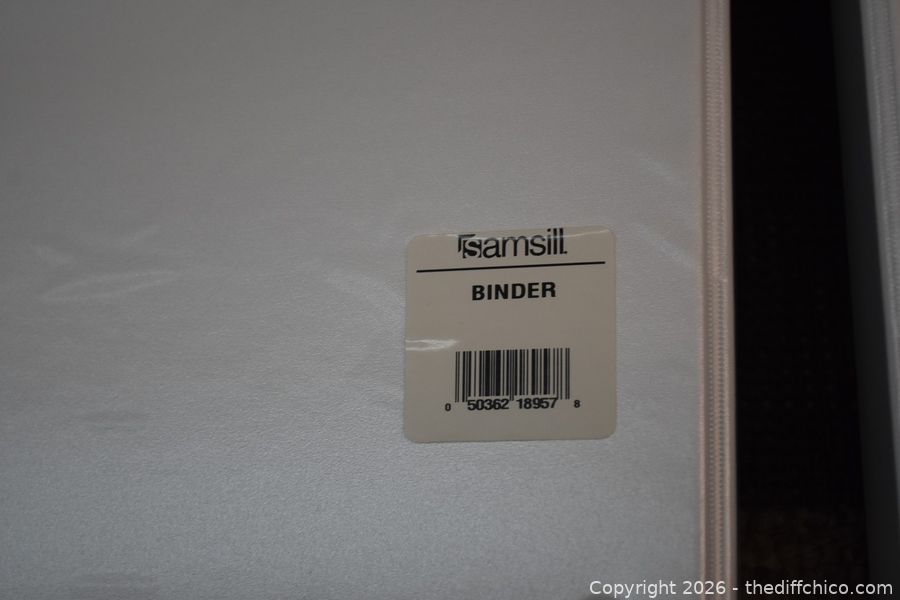 samsill
BINDER
0 50362 18957 8
Copyright 2026 - thediffchico.com